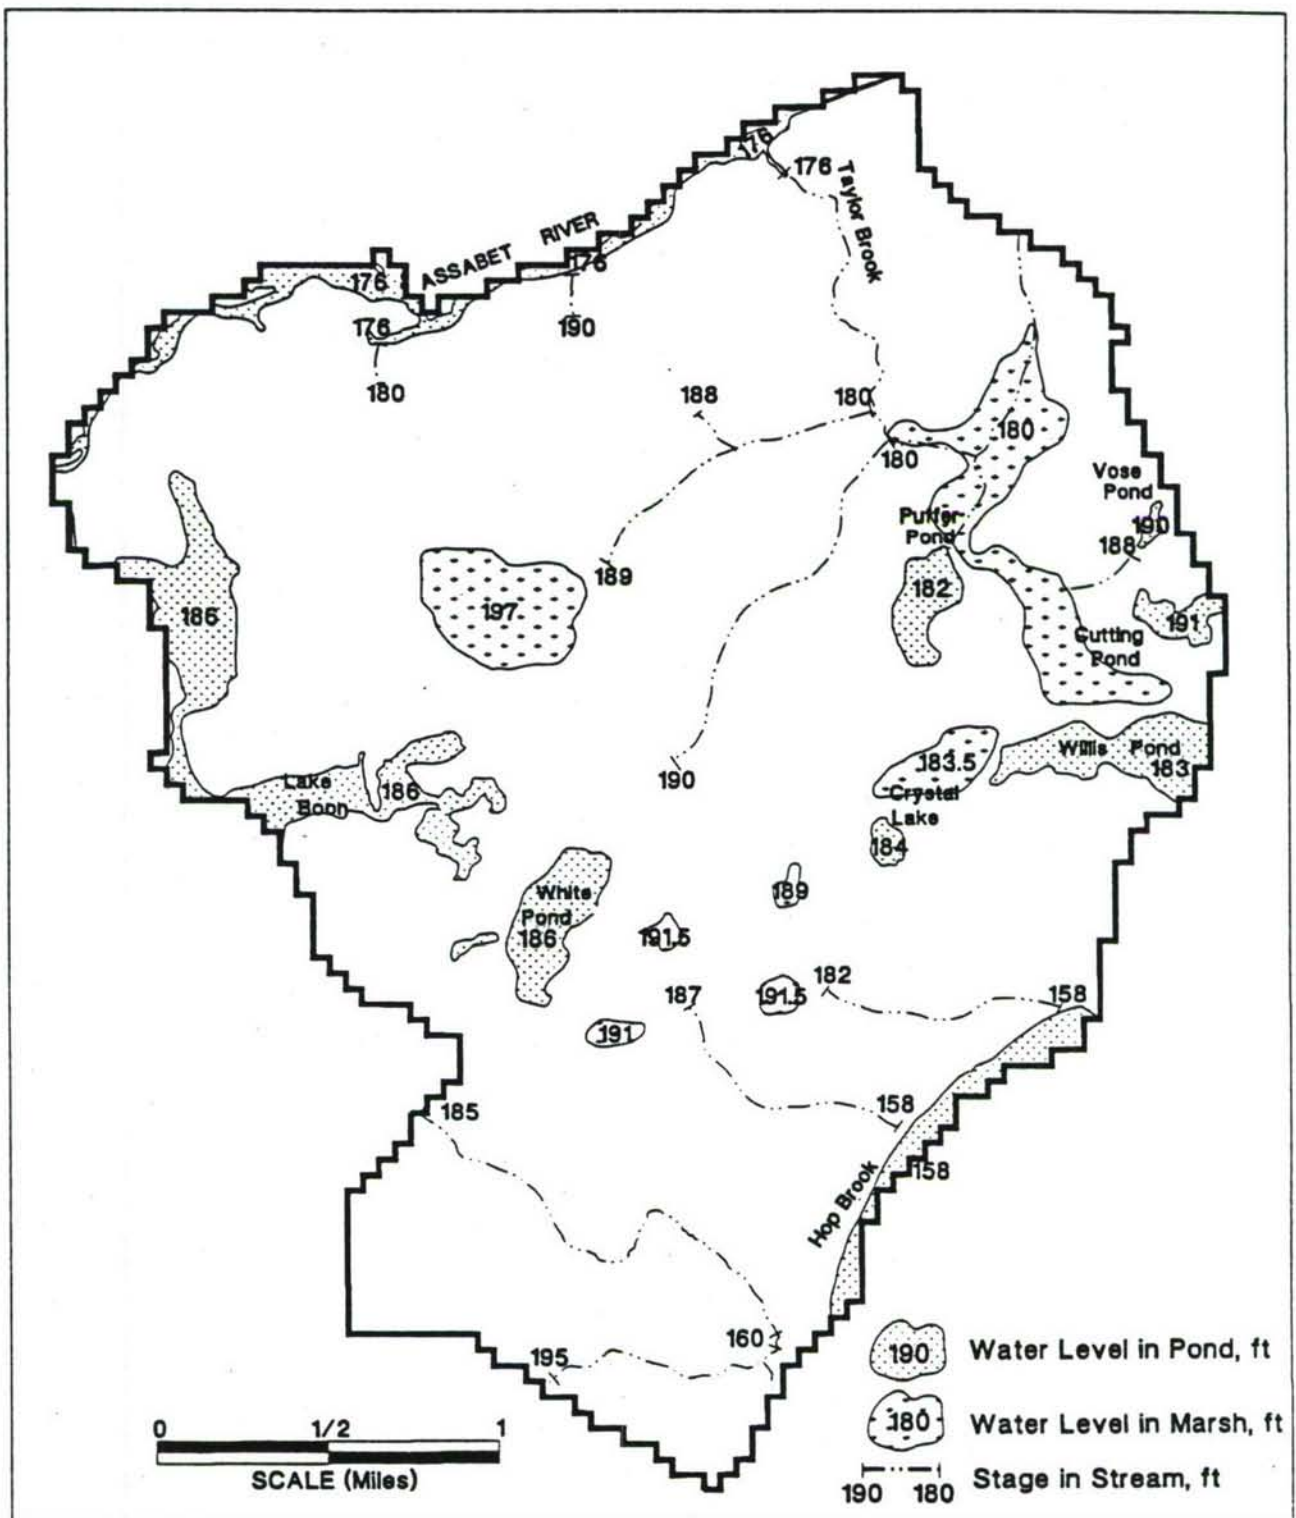 176
176
Taylor Brook
ASSABET RIVER
176
176
176
190
180
188
180
180
180
Vose
Pond
190
188
Puffer
Pond
182
189
197
186
191
Cutting
Pond
Willis Pond
183
183.5
Crystal
Lake
184
190
Lake
Boon
186
189
White
Pond
186
191.5
187
191.5
182
158
191
158
185
158
Hop Brook
160
195
190 Water Level in Pond, ft
180 Water Level in Marsh, ft
Stage in Stream, ft
190 180
0 1/2 1
SCALE (Miles)